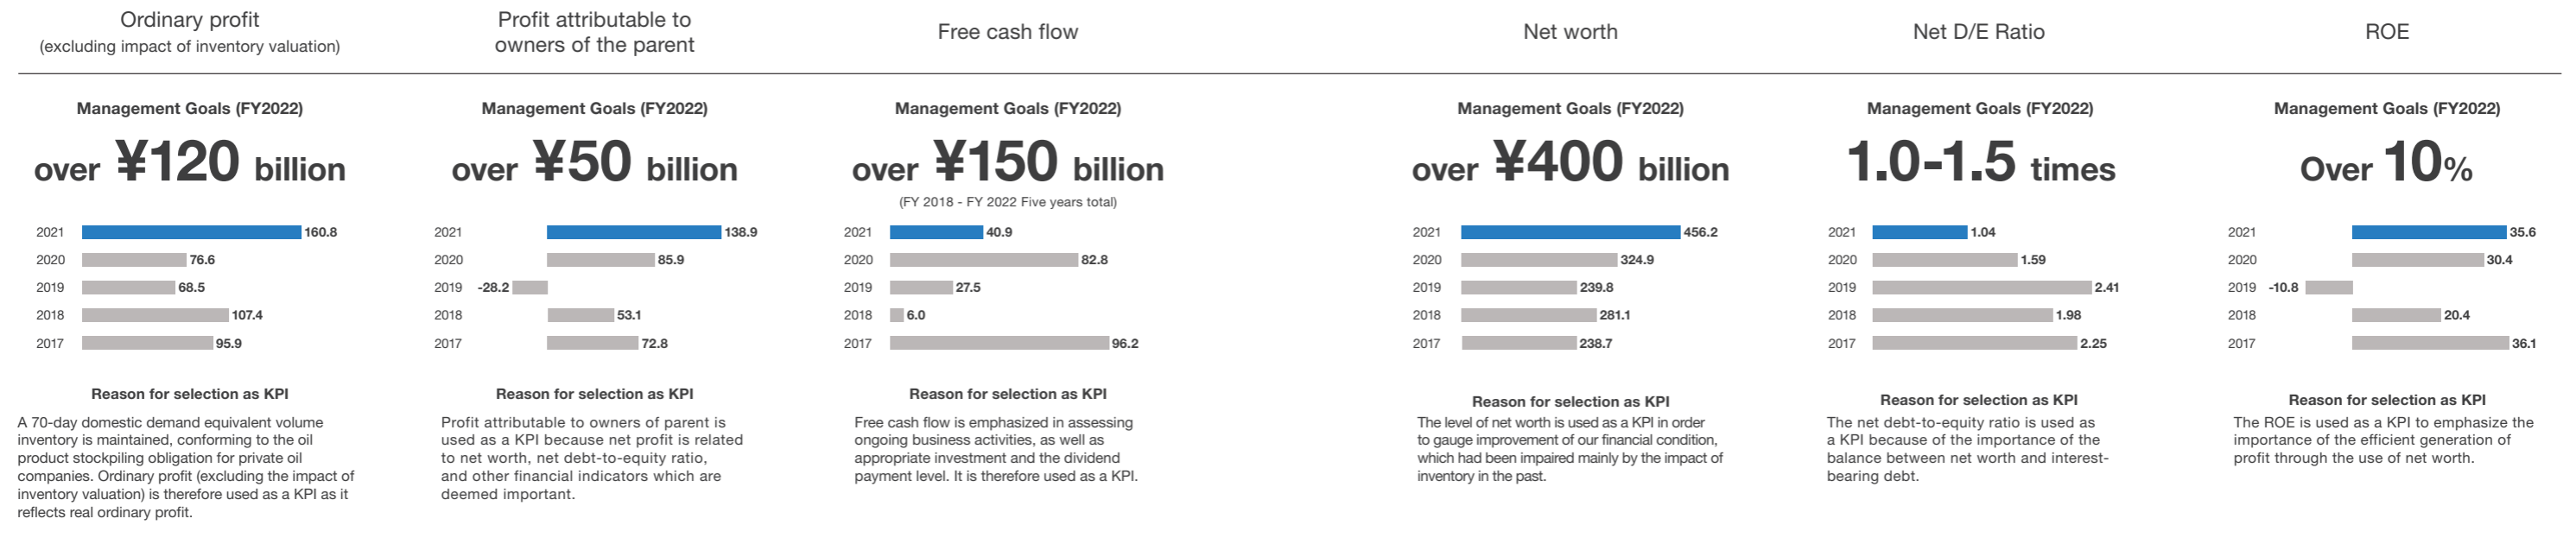 Ordinary profit
(excluding impact of inventory valuation)
Management Goals (FY2022)
over ¥120 billion
2021 160.8
2020 76.6
2019 68.5
2018 107.4
2017 95.9
Reason for selection as KPI
A 70-day domestic demand equivalent volume
inventory is maintained, conforming to the oil
product stockpiling obligation for private oil
companies. Ordinary profit (excluding the impact of
inventory valuation) is therefore used as a KPI as it
reflects real ordinary profit.
Profit attributable to
owners of the parent
Management Goals (FY2022)
over ¥50 billion
2021 138.9
2020 85.9
2019 -28.2
2018 53.1
2017 72.8
Reason for selection as KPI
Profit attributable to owners of parent is
used as a KPI because net profit is related
to net worth, net debt-to-equity ratio,
and other financial indicators which are
deemed important.
Free cash flow
Management Goals (FY2022)
over ¥150 billion
(FY 2018 - FY 2022 Five years total)
2021 40.9
2020 82.8
2019 27.5
2018 6.0
2017 96.2
Reason for selection as KPI
Free cash flow is emphasized in assessing
ongoing business activities, as well as
appropriate investment and the dividend
payment level. It is therefore used as a KPI.
Net worth
Management Goals (FY2022)
over ¥400 billion
2021 456.2
2020 324.9
2019 239.8
2018 281.1
2017 238.7
Reason for selection as KPI
The level of net worth is used as a KPI in order
to gauge improvement of our financial condition,
which had been impaired mainly by the impact of
inventory in the past.
Net D/E Ratio
Management Goals (FY2022)
1.0-1.5 times
2021 1.04
2020 1.59
2019 2.41
2018 1.98
2017 2.25
Reason for selection as KPI
The net debt-to-equity ratio is used as
a KPI because of the importance of the
balance between net worth and interest-
bearing debt.
ROE
Management Goals (FY2022)
Over 10%
2021 35.6
2020 30.4
2019 -10.8
2018 20.4
2017 36.1
Reason for selection as KPI
The ROE is used as a KPI to emphasize the
importance of the efficient generation of
profit through the use of net worth.